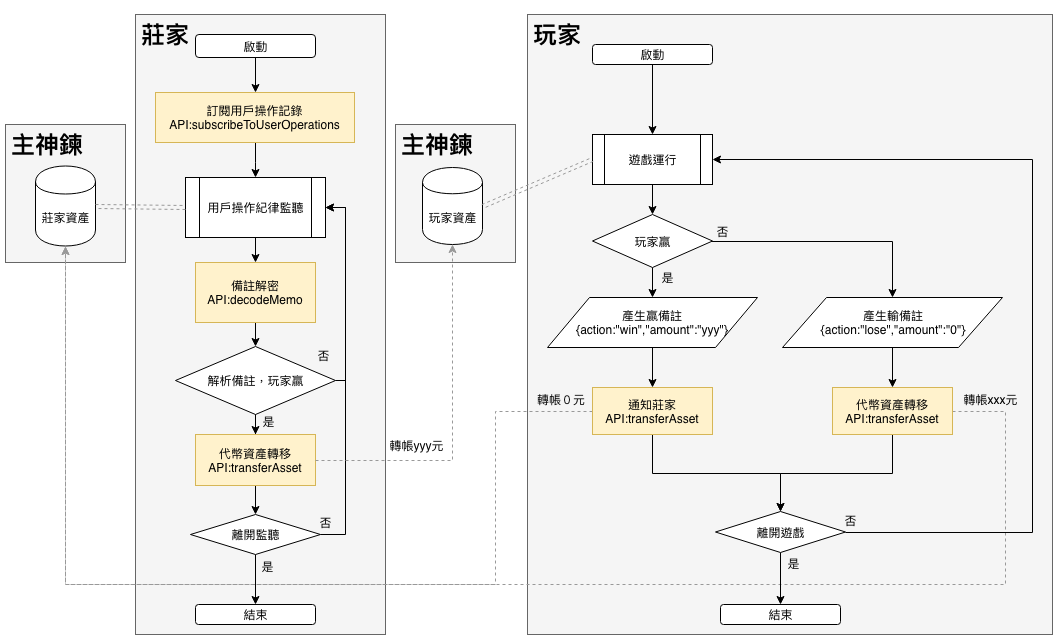 莊家
啟動
訂閱用戶操作記錄
API:subscribeToUserOperations
主神鍊
莊家資產
用戶操作紀律監聽
備註解密
API:decodeMemo
解析備註，玩家贏
否
是
代幣資產轉移
API:transferAsset
轉帳yyy元
離開監聽
否
是
結束
主神鍊
玩家資產
玩家
啟動
遊戲運行
玩家贏
否
是
產生贏備註
{action:"win","amount":"yyy"}
產生輸備註
{action:"lose","amount":"0"}
轉帳０元
通知莊家
API:transferAsset
代幣資產轉移
API:transferAsset
轉帳xxx元
離開遊戲
否
是
結束